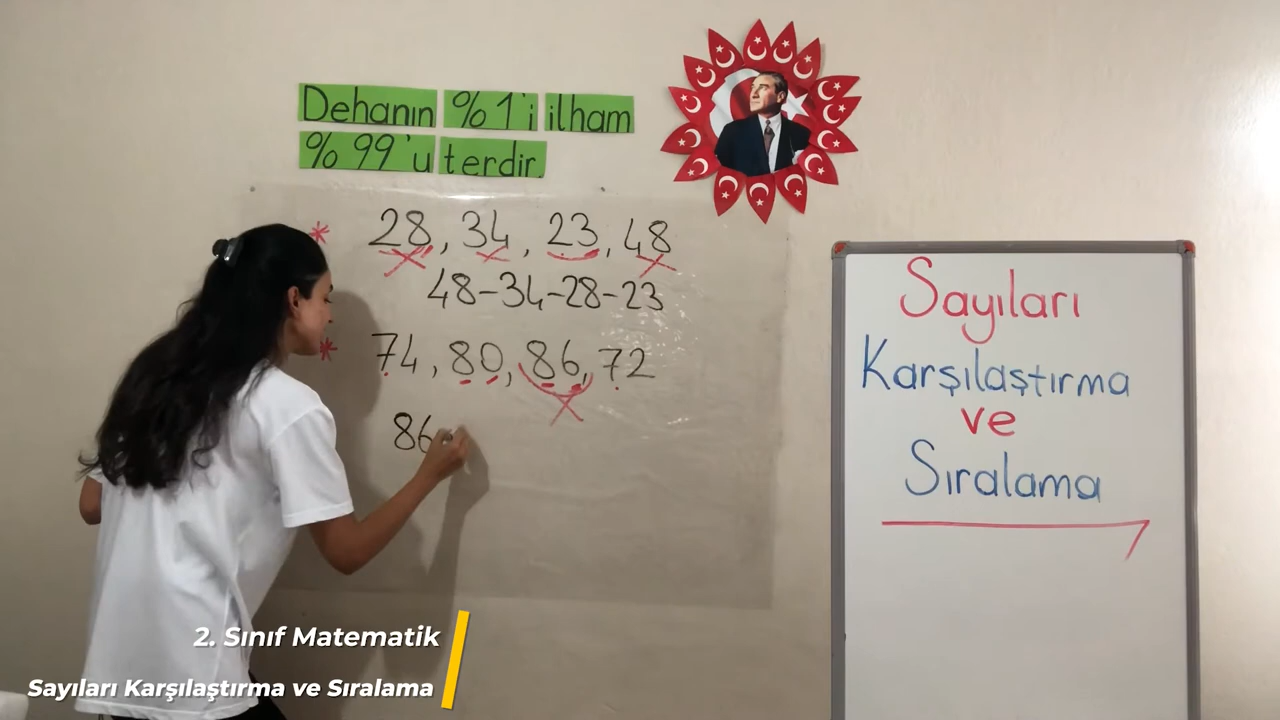 Dehanın %1'i ilham
%99'u terdir.
* 28, 34, 23, 48
48-34-28-23
* 74, 80, 86, 72
86
Sayıları
Karşılaştırma
ve
Sıralama
2. Sınıf Matematik
Sayıları Karşılaştırma ve Sıralama